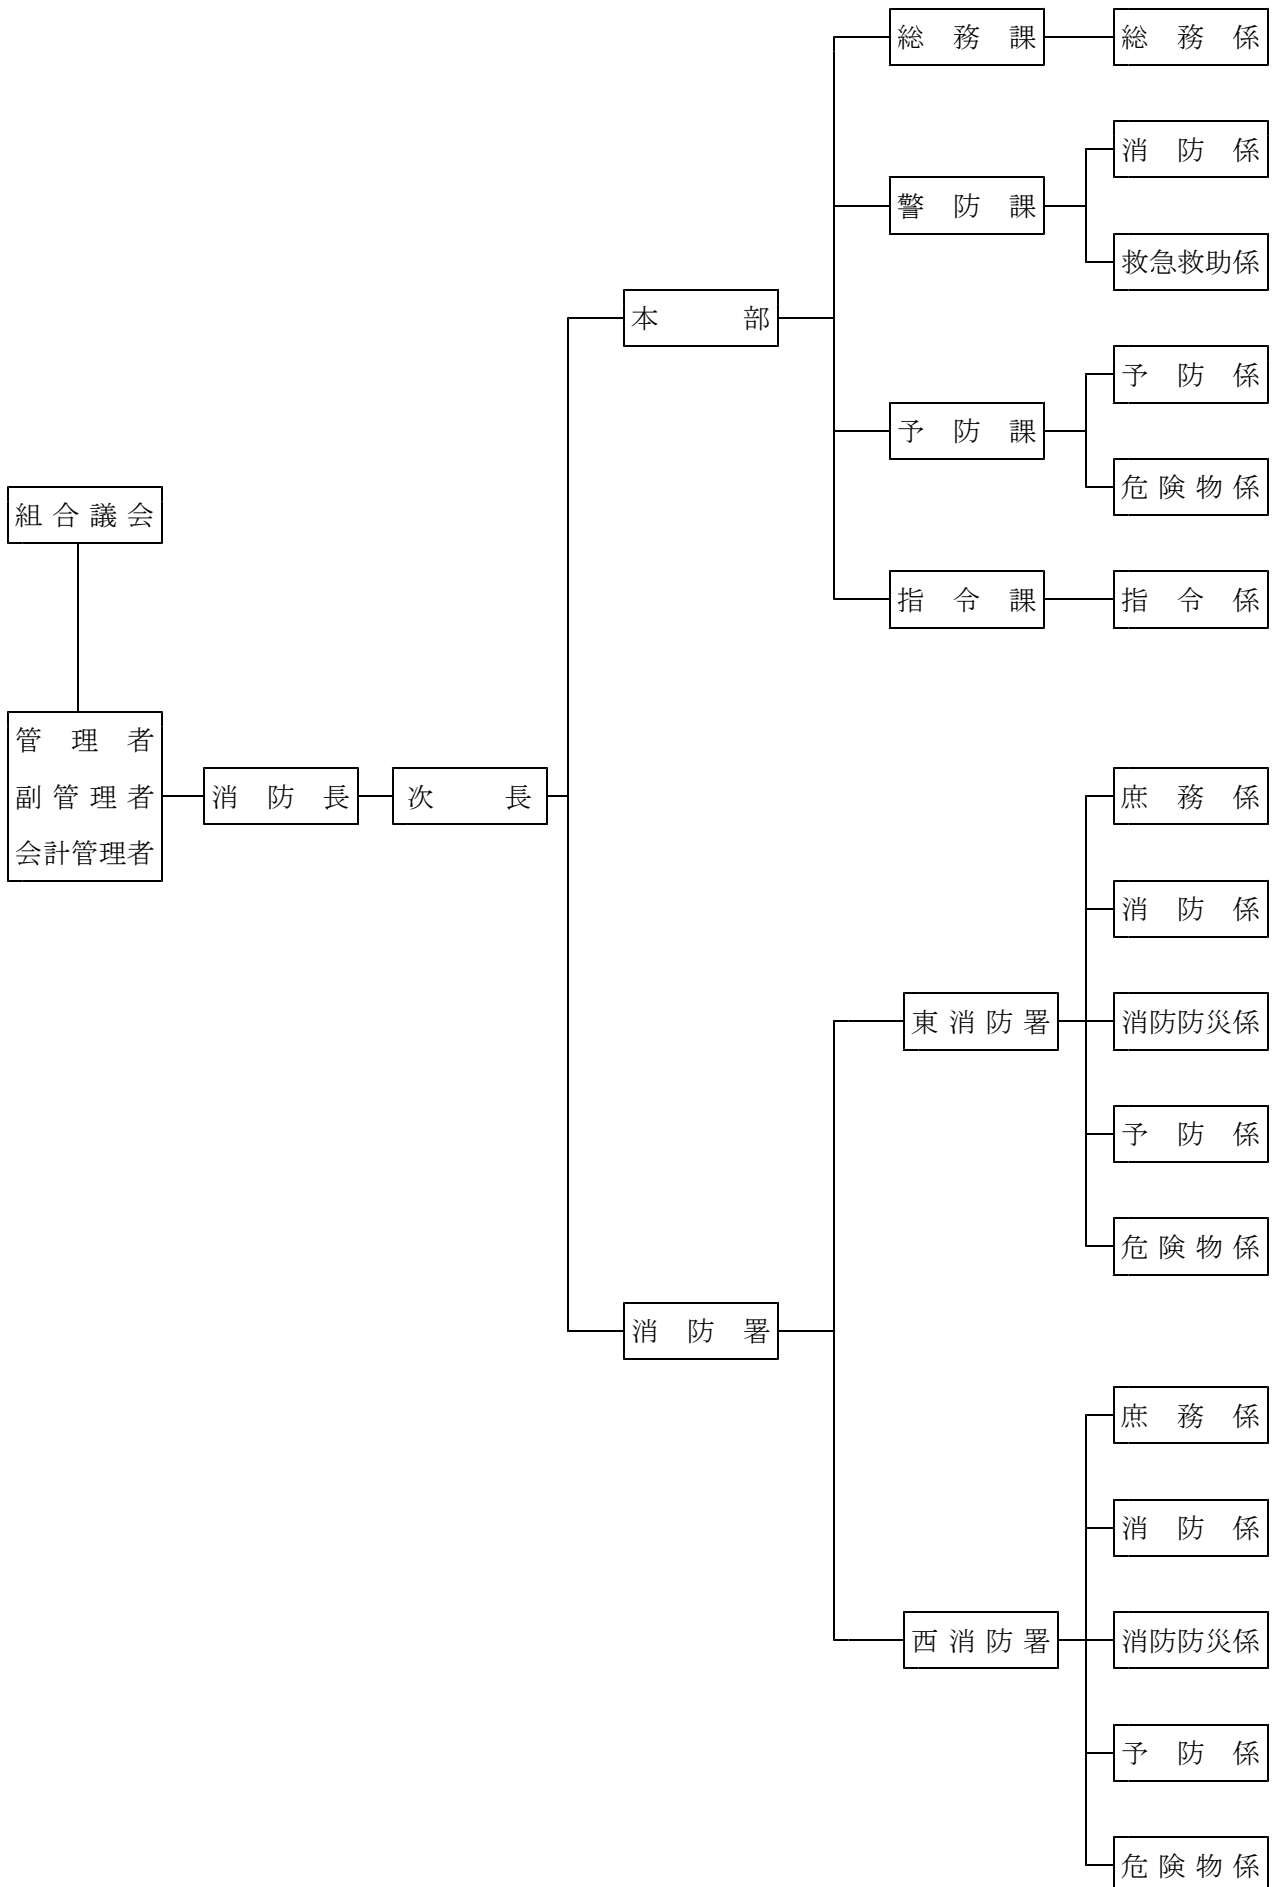 総務課
総務係
警防課
消防係
救急救助係
本部
予防課
予防係
危険物係
指令課
指令係
組合議会
管理者
副管理者
会計管理者
消防長
次長
消防署
東消防署
庶務係
消防係
消防防災係
予防係
危険物係
西消防署
庶務係
消防係
消防防災係
予防係
危険物係